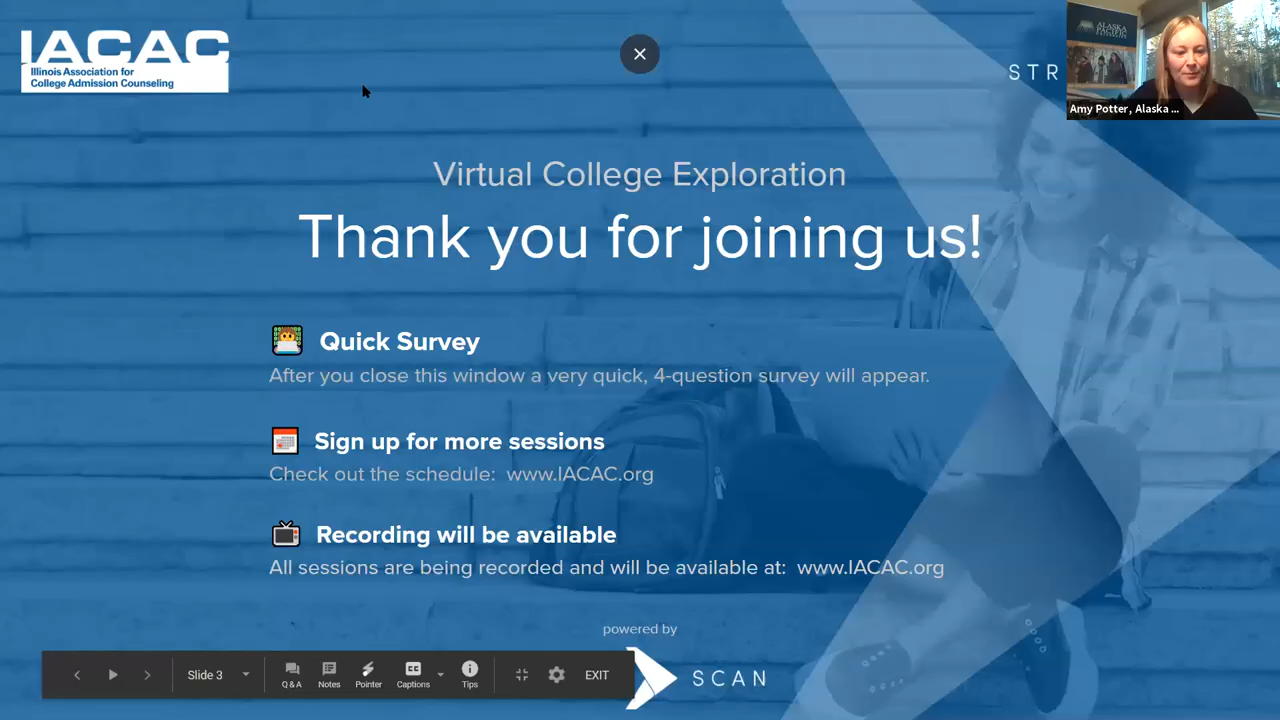 IACAC
Illinois Association for
College Admission Counseling
STR
ALASKA
PACIFIC
Amy Potter, Alaska ...
Virtual College Exploration
Thank you for joining us!
Quick Survey
After you close this window a very quick, 4-question survey will appear.
Sign up for more sessions
Check out the schedule: www.IACAC.org
Recording will be available
All sessions are being recorded and will be available at: www.IACAC.org
powered by
SCAN
Slide 3
Q & A
Notes
Pointer
CC
Captions
Tips
EXIT